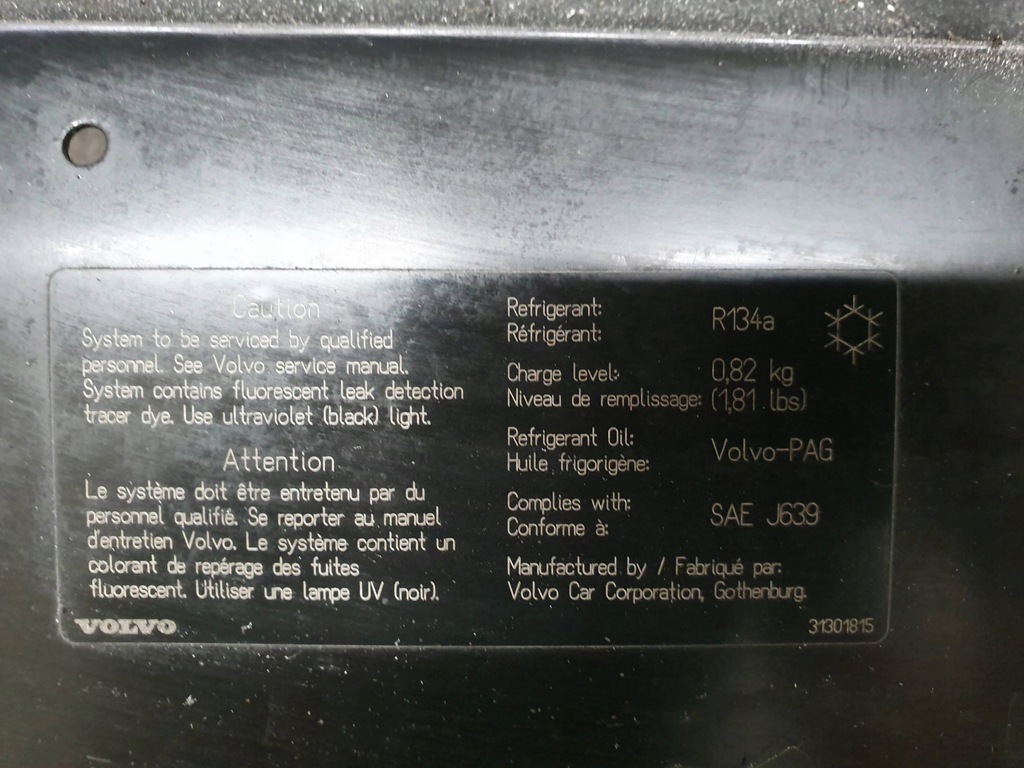 Caution
System to be serviced by qualified
personnel. See Volvo service manual.
System contains fluorescent leak detection
tracer dye. Use ultraviolet (black) light.
Attention
Le système doit être entretenu par du
personnel qualifié. Se reporter au manuel
d'entretien Volvo. Le système contient un
colorant de repérage des fuites
fluorescent. Utiliser une lampe UV (noir).
VOLVO
Refrigerant:
Réfrigérant:
R134a
Charge level:
0,82 kg
Niveau de remplissage: (1,81 lbs)
Refrigerant Oil:
Huile frigorigène:
Volvo-PAG
Complies with:
Conforme à:
SAE J639
Manufactured by / Fabriqué par:
Volvo Car Corporation, Gothenburg.
31301815